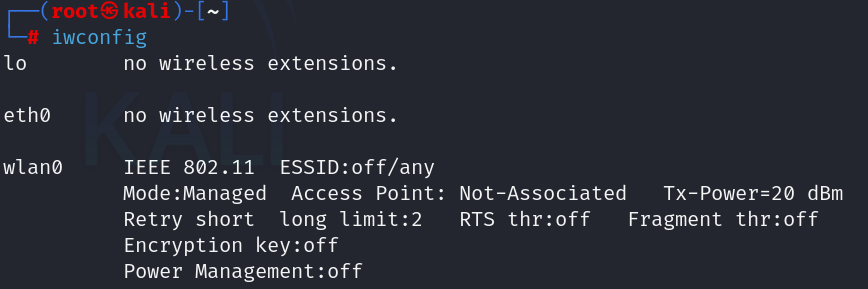 ┌──(root㉿kali)-[~]
└─# iwconfig
lo        no wireless extensions.
eth0      no wireless extensions.
wlan0     IEEE 802.11  ESSID:off/any
          Mode:Managed  Access Point: Not-Associated   Tx-Power=20 dBm
          Retry short  long limit:2   RTS thr:off   Fragment thr:off
          Encryption key:off
          Power Management:off
KALI